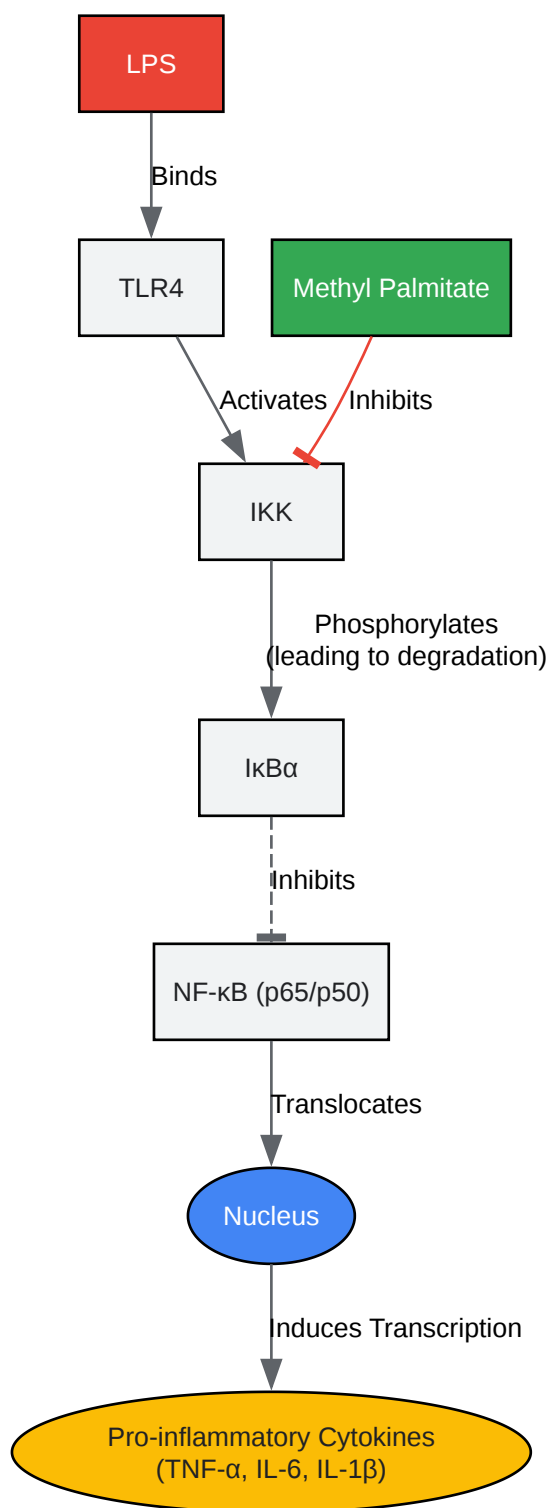 LPS
Binds
TLR4
Methyl Palmitate
Activates
Inhibits
IKK
Phosphorylates
(leading to degradation)
IκBα
Inhibits
NF-κB (p65/p50)
Translocates
Nucleus
Induces Transcription
Pro-inflammatory Cytokines
(TNF-α, IL-6, IL-1β)